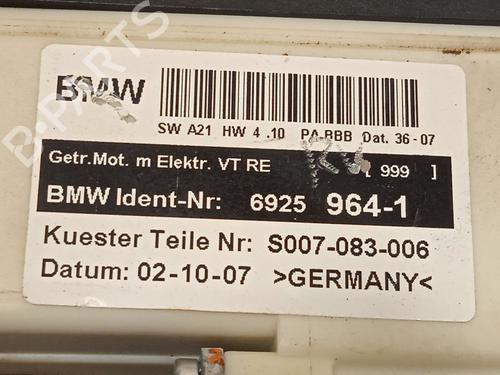 BMW
SW A21 HW 4.10 PA.BBB Dat. 36-07
Getr.Mot. m Elektr. VT RE [ 999 ]
BMW Ident-Nr: 6925 964-1
Kuester Teile Nr: S007-083-006
Datum: 02-10-07 >GERMANY<
B-PARTS